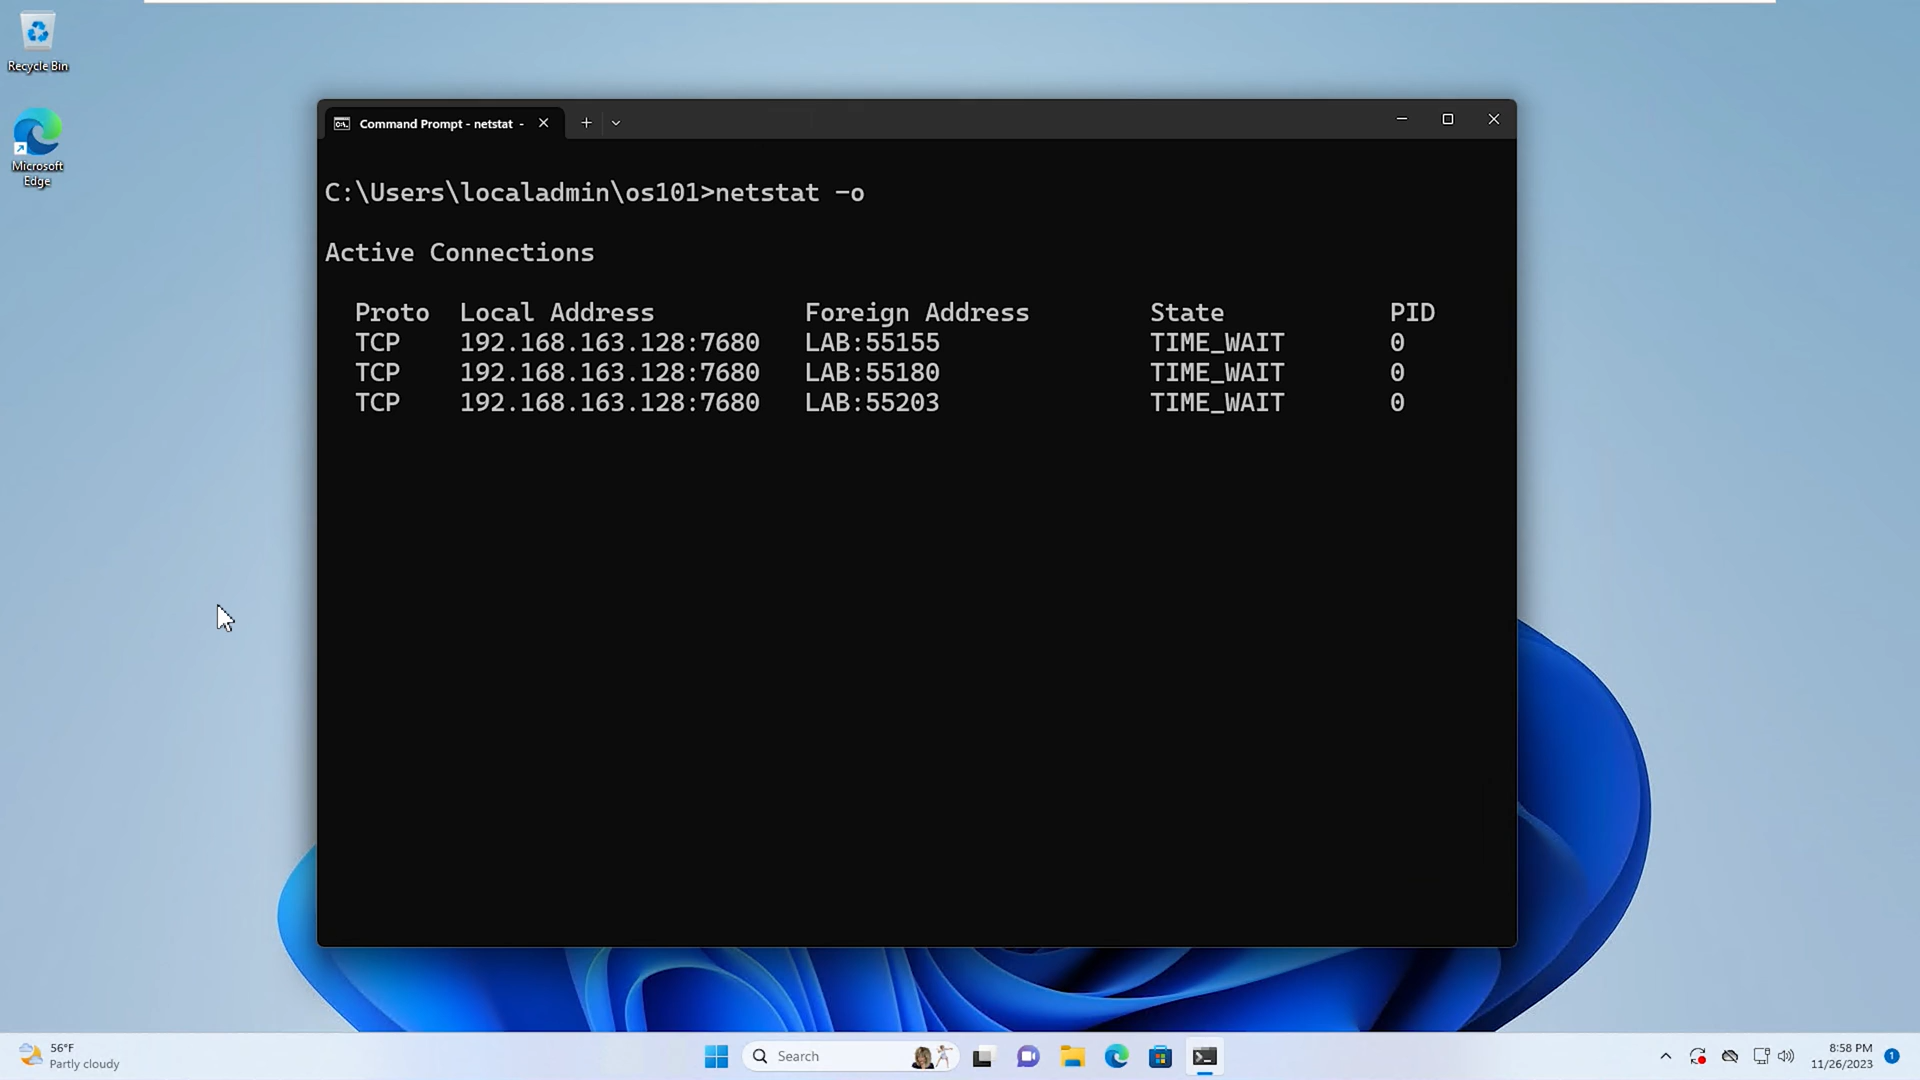 Recycle Bin
Microsoft
Edge
Command Prompt - netstat -
C:\Users\localadmin\os101>netstat -o
Active Connections
Proto  Local Address          Foreign Address        State           PID
TCP    192.168.163.128:7680   LAB:55155              TIME_WAIT       0
TCP    192.168.163.128:7680   LAB:55180              TIME_WAIT       0
TCP    192.168.163.128:7680   LAB:55203              TIME_WAIT       0
56°F
Partly cloudy
Search
8:58 PM
11/26/2023
1